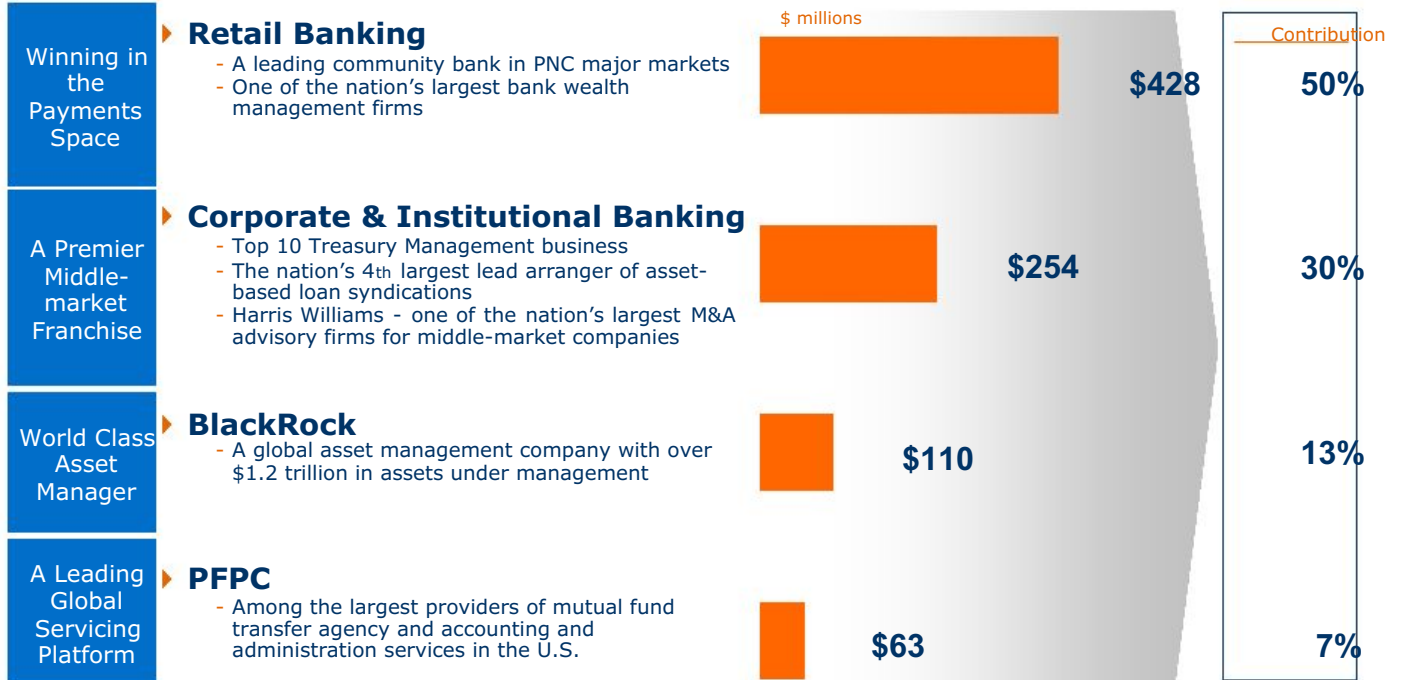 $ millions
Contribution
Winning in
the
Payments
Space
Retail Banking
- A leading community bank in PNC major markets
- One of the nation's largest bank wealth
management firms
$428
50%
A Premier
Middle-
market
Franchise
Corporate & Institutional Banking
- Top 10 Treasury Management business
- The nation's 4th largest lead arranger of asset-
based loan syndications
- Harris Williams - one of the nation's largest M&A
advisory firms for middle-market companies
$254
30%
World Class
Asset
Manager
BlackRock
- A global asset management company with over
$1.2 trillion in assets under management
$110
13%
A Leading
Global
Servicing
Platform
PFPC
- Among the largest providers of mutual fund
transfer agency and accounting and
administration services in the U.S.
$63
7%